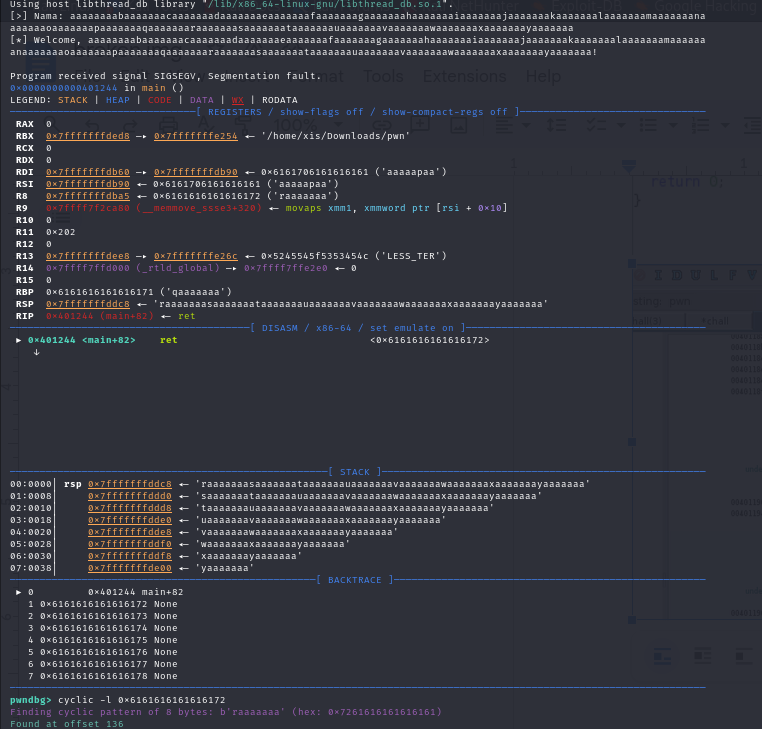 Using host libthread_db library "/lib/x86_64-linux-gnu/libthread_db.so.1".
[>] Nama: aaaaaaaabaaaaaaacaaaaaaadaaaaaaaeaaaaaaafaaaaaaagaaaaaaahaaaaaaaiaaaaaaajaaaaaaakaaaaaaalaaaaaaamaaaaaaana
aaaaaaoaaaaaaapaaaaaaaqaaaaaaaraaaaaaasaaaaaaataaaaaaauaaaaaaavaaaaaaawaaaaaaaxaaaaaaayaaaaaaa
[*] Welcome, aaaaaaaabaaaaaaacaaaaaaadaaaaaaaeaaaaaaafaaaaaaagaaaaaaahaaaaaaaiaaaaaaajaaaaaaakaaaaaaalaaaaaaamaaaaaa
anaaaaaaaoaaaaaaapaaaaaaaqaaaaaaaraaaaaaasaaaaaaataaaaaaauaaaaaaavaaaaaaawaaaaaaaxaaaaaaayaaaaaaa!
Program received signal SIGSEGV, Segmentation fault.
0x0000000000401244 in main ()
LEGEND: STACK | HEAP | CODE | DATA | WX | RODATA
[ REGISTERS / show-flags off / show-compact-regs off ]
RAX 0
RBX 0x7fffffffded8 —▸ 0x7fffffffe254 ◂— '/home/xis/Downloads/pwn'
RCX 0
RDX 0
RDI 0x7fffffffdb60 —▸ 0x7fffffffdb90 ◂— 0x6161706161616161 ('aaaaapaa')
RSI 0x7fffffffdb90 ◂— 0x6161706161616161 ('aaaaapaa')
R8 0x7fffffffdba5 ◂— 0x6161616161616172 ('raaaaaaa')
R9 0x7ffff7f2ca80 (__memmove_ssse3+320) ◂— movaps xmm1, xmmword ptr [rsi + 0x10]
R10 0
R11 0x202
R12 0
R13 0x7fffffffdee8 —▸ 0x7fffffffe26c ◂— 0x5245545f5353454c ('LESS_TER')
R14 0x7ffff7ffd000 (_rtld_global) —▸ 0x7ffff7ffe2e0 ◂— 0
R15 0
RBP 0x6161616161616171 ('qaaaaaaa')
RSP 0x7fffffffddc8 ◂— 'raaaaaaasaaaaaaataaaaaaauaaaaaaavaaaaaaawaaaaaaaxaaaaaaayaaaaaaa'
RIP 0x401244 (main+82) ◂— ret
[ DISASM / x86-64 / set emulate on ]
► 0x401244 <main+82> ret <0x6161616161616172>
↓
[ STACK ]
00:0000│ rsp 0x7fffffffddc8 ◂— 'raaaaaaasaaaaaaataaaaaaauaaaaaaavaaaaaaawaaaaaaaxaaaaaaayaaaaaaa'
01:0008│ 0x7fffffffddd0 ◂— 'saaaaaaataaaaaaauaaaaaaavaaaaaaawaaaaaaaxaaaaaaayaaaaaaa'
02:0010│ 0x7fffffffddd8 ◂— 'taaaaaaauaaaaaaavaaaaaaawaaaaaaaxaaaaaaayaaaaaaa'
03:0018│ 0x7fffffffdde0 ◂— 'uaaaaaaavaaaaaaawaaaaaaaxaaaaaaayaaaaaaa'
04:0020│ 0x7fffffffdde8 ◂— 'vaaaaaaawaaaaaaaxaaaaaaayaaaaaaa'
05:0028│ 0x7fffffffddf0 ◂— 'waaaaaaaxaaaaaaayaaaaaaa'
06:0030│ 0x7fffffffddf8 ◂— 'xaaaaaaayaaaaaaa'
07:0038│ 0x7fffffffde00 ◂— 'yaaaaaaa'
[ BACKTRACE ]
► 0 0x401244 main+82
1 0x6161616161616172 None
2 0x6161616161616173 None
3 0x6161616161616174 None
4 0x6161616161616175 None
5 0x6161616161616176 None
6 0x6161616161616177 None
7 0x6161616161616178 None
pwndbg> cyclic -l 0x6161616161616172
Finding cyclic pattern of 8 bytes: b'raaaaaaa' (hex: 0x7261616161616161)
Found at offset 136